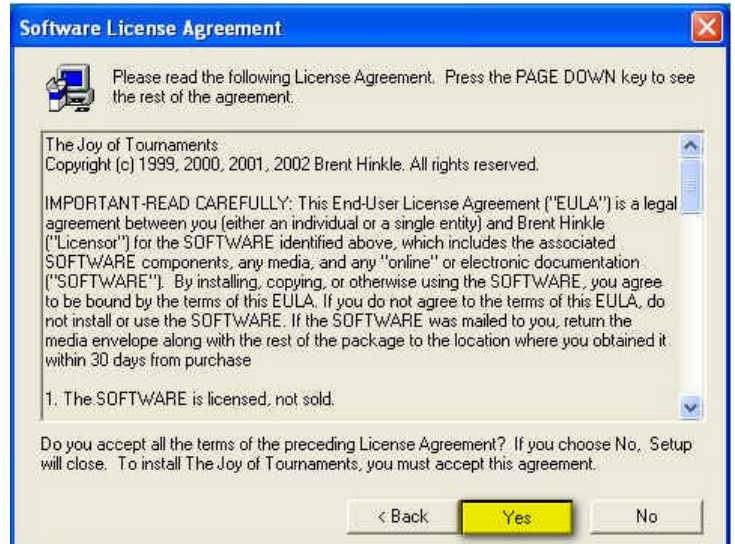 Software License Agreement
Please read the following License Agreement. Press the PAGE DOWN key to see
the rest of the agreement.
The Joy of Tournaments
Copyright (c) 1999, 2000, 2001, 2002 Brent Hinkle. All rights reserved.
IMPORTANT-READ CAREFULLY: This End-User License Agreement ("EULA") is a legal
agreement between you (either an individual or a single entity) and Brent Hinkle
("Licensor") for the SOFTWARE identified above, which includes the associated
SOFTWARE components, any media, and any "online" or electronic documentation
("SOFTWARE"). By installing, copying, or otherwise using the SOFTWARE, you agree
to be bound by the terms of this EULA. If you do not agree to the terms of this EULA, do
not install or use the SOFTWARE. If the SOFTWARE was mailed to you, return the
media envelope along with the rest of the package to the location where you obtained it
within 30 days from purchase
1. The SOFTWARE is licensed, not sold.
Do you accept all the terms of the preceding License Agreement? If you choose No, Setup
will close. To install The Joy of Tournaments, you must accept this agreement.
< Back Yes No